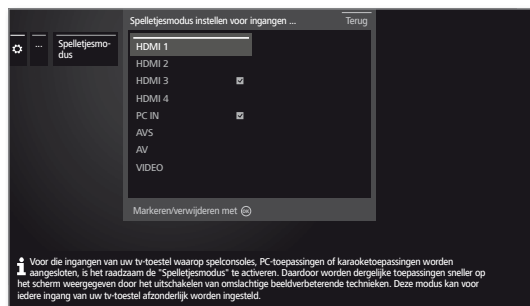 Spelletjesmodus instellen voor ingangen ...
Terug
...
Spelletjesmo-
dus
HDMI 1
HDMI 2
HDMI 3
HDMI 4
PC IN
AVS
AV
VIDEO
Markeren/verwijderen met OK
Voor die ingangen van uw tv-toestel waarop spelconsoles, PC-toepassingen of karaoketoepassingen worden
aangesloten, is het raadzaam de "Spelletjesmodus" te activeren. Daardoor worden dergelijke toepassingen sneller op
het scherm weergegeven door het uitschakelen van omslachtige beeldverbeterende technieken. Deze modus kan voor
iedere ingang van uw tv-toestel afzonderlijk worden ingesteld.